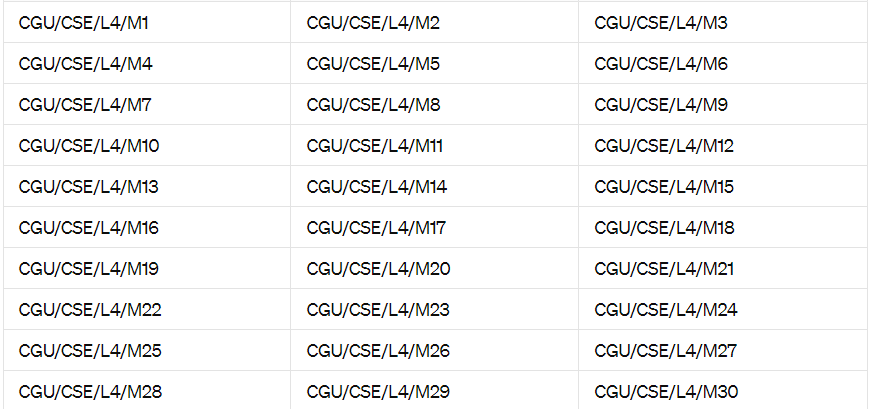 CGU/CSE/L4/M1 CGU/CSE/L4/M2 CGU/CSE/L4/M3
CGU/CSE/L4/M4 CGU/CSE/L4/M5 CGU/CSE/L4/M6
CGU/CSE/L4/M7 CGU/CSE/L4/M8 CGU/CSE/L4/M9
CGU/CSE/L4/M10 CGU/CSE/L4/M11 CGU/CSE/L4/M12
CGU/CSE/L4/M13 CGU/CSE/L4/M14 CGU/CSE/L4/M15
CGU/CSE/L4/M16 CGU/CSE/L4/M17 CGU/CSE/L4/M18
CGU/CSE/L4/M19 CGU/CSE/L4/M20 CGU/CSE/L4/M21
CGU/CSE/L4/M22 CGU/CSE/L4/M23 CGU/CSE/L4/M24
CGU/CSE/L4/M25 CGU/CSE/L4/M26 CGU/CSE/L4/M27
CGU/CSE/L4/M28 CGU/CSE/L4/M29 CGU/CSE/L4/M30